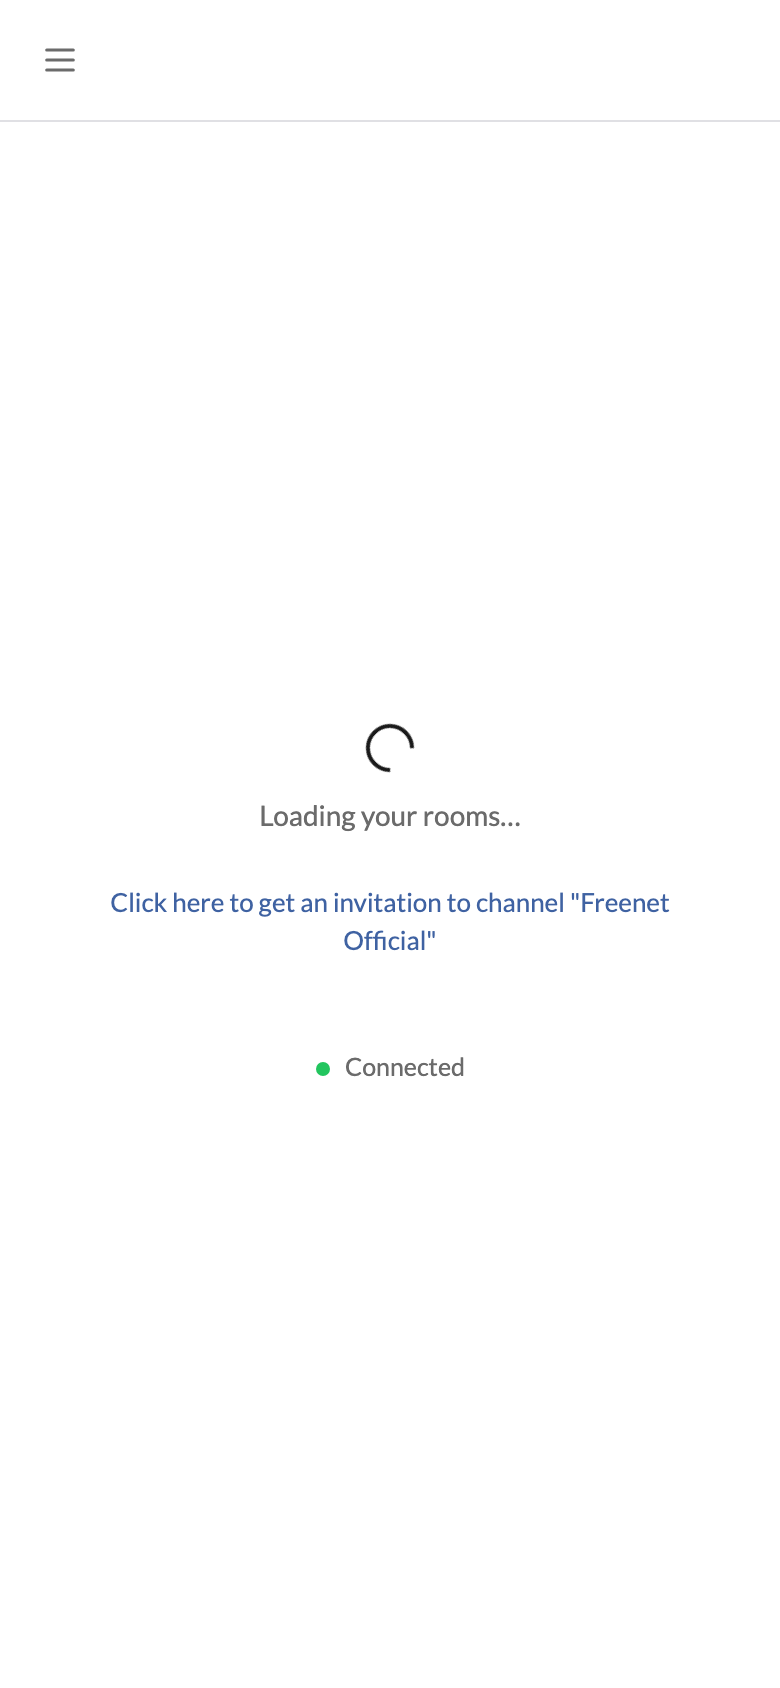 Loading your rooms...
Click here to get an invitation to channel "Freenet
Official"
Connected